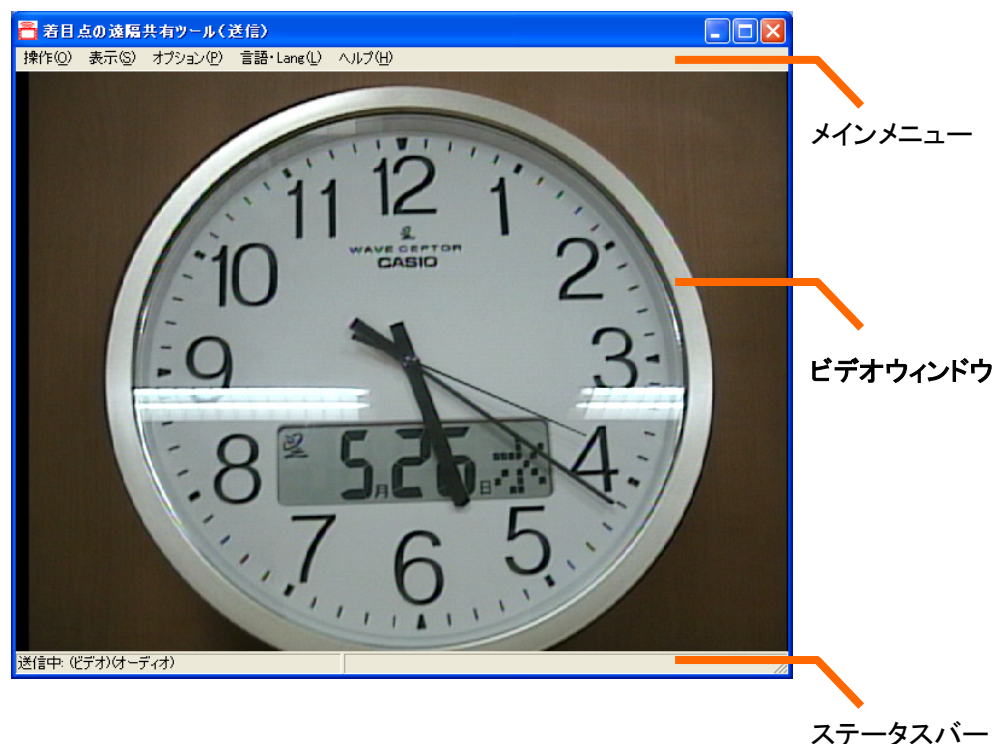 着目点の遠隔共有ツール(送信)
操作(O) 表示(S) オプション(P) 言語・Lang(L) ヘルプ(H)
メインメニュー
12
11
1
WAVE CEPTOR
CASIO
10
2
ビデオウィンドウ
9
3
8
5月26日
4
7
5
6
送信中: (ビデオ)(オーディオ)
ステータスバー